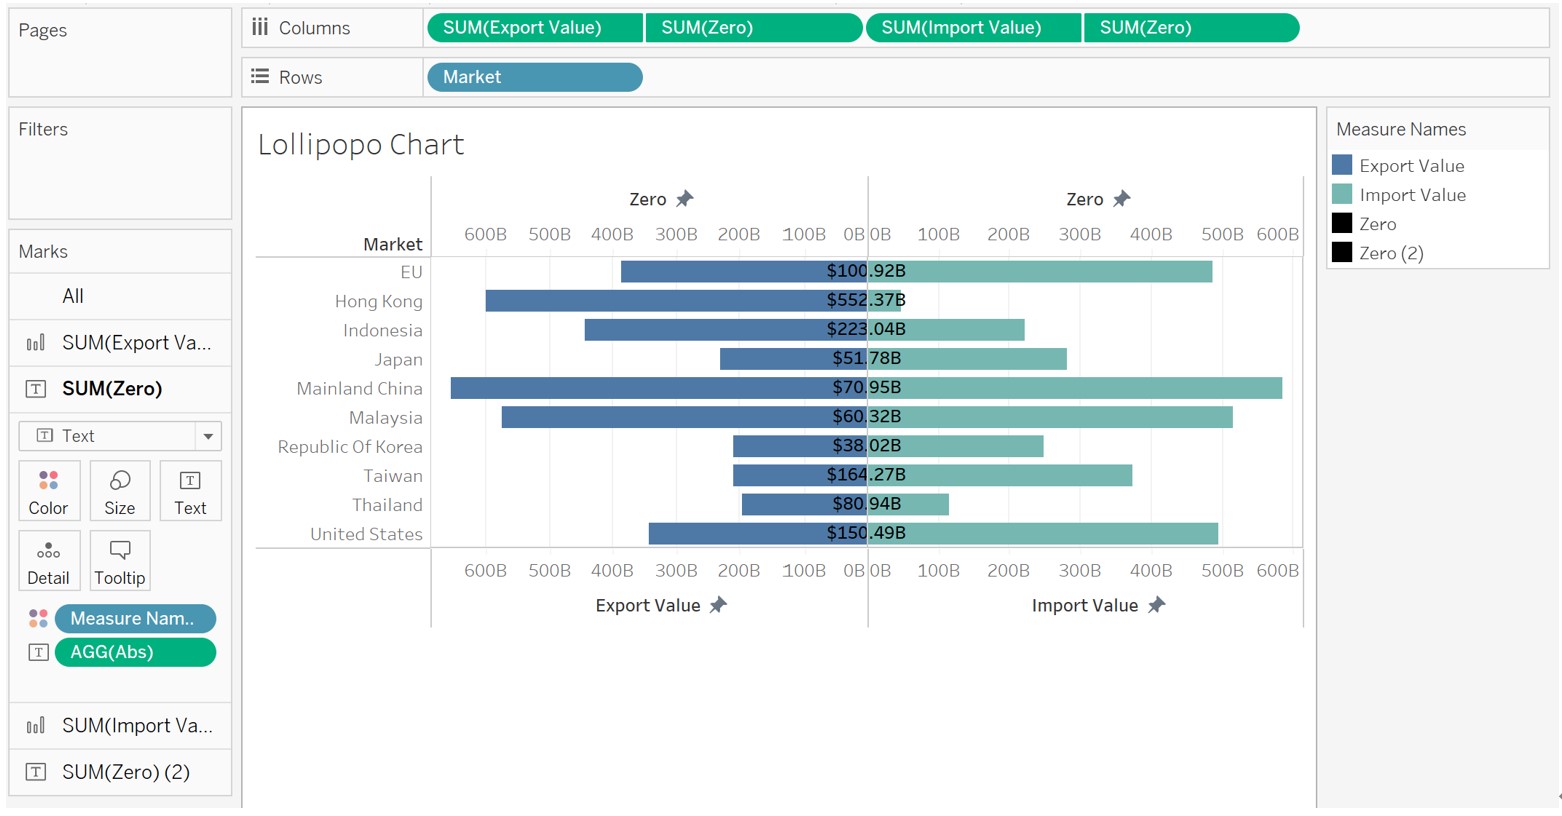 Pages
Columns
SUM(Export Value)
SUM(Zero)
SUM(Import Value)
SUM(Zero)
Rows
Market
Filters
Marks
All
SUM(Export Va...
SUM(Zero)
Text
Color
Size
Text
Detail
Tooltip
Measure Nam..
AGG(Abs)
SUM(Import Va...
SUM(Zero) (2)
Lollipopo Chart
Zero
Zero
Market
600B 500B 400B 300B 200B 100B 0B 0B 100B 200B 300B 400B 500B 600B
EU $100.92B
Hong Kong $552.37B
Indonesia $223.04B
Japan $51.78B
Mainland China $70.95B
Malaysia $60.32B
Republic Of Korea $38.02B
Taiwan $164.27B
Thailand $80.94B
United States $150.49B
600B 500B 400B 300B 200B 100B 0B 0B 100B 200B 300B 400B 500B 600B
Export Value
Import Value
Measure Names
Export Value
Import Value
Zero
Zero (2)